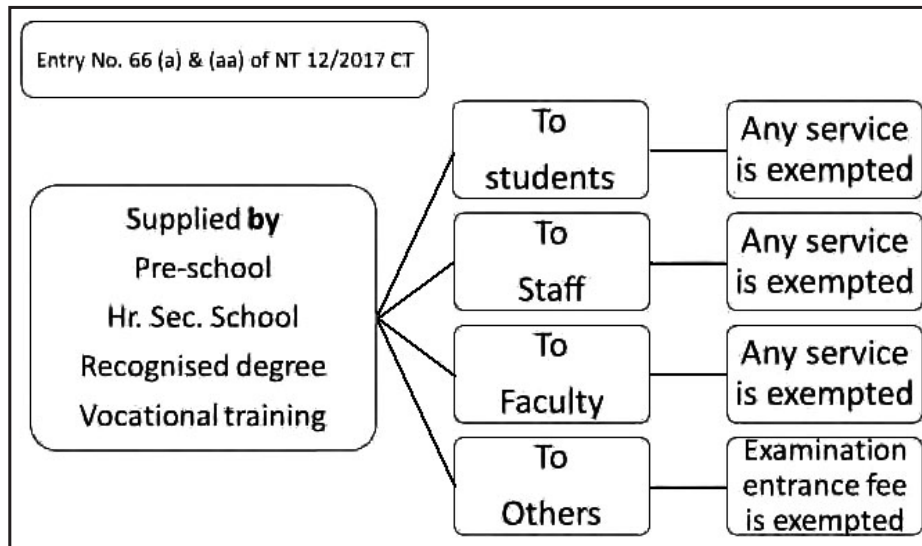 Entry No. 66 (a) & (aa) of NT 12/2017 CT
Supplied by
Pre-school
Hr. Sec. School
Recognised degree
Vocational training
To
students
Any service
is exempted
To
Staff
Any service
is exempted
To
Faculty
Any service
is exempted
To
Others
Examination
entrance fee
is exempted